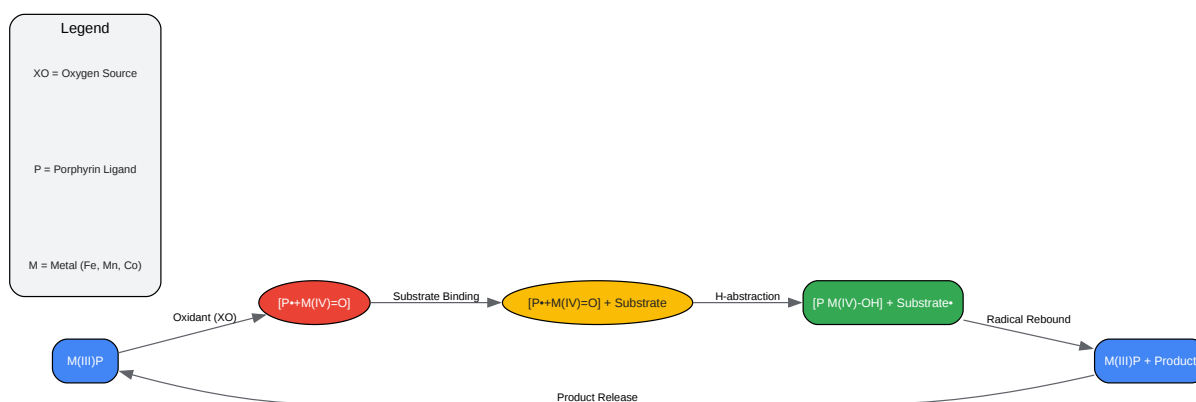 Legend
XO = Oxygen Source
P = Porphyrin Ligand
M = Metal (Fe, Mn, Co)
M(III)P
Oxidant (XO)
[P•+M(IV)=O]
Substrate Binding
[P•+M(IV)=O] + Substrate
H-abstraction
[P M(IV)-OH] + Substrate•
Radical Rebound
M(III)P + Product
Product Release